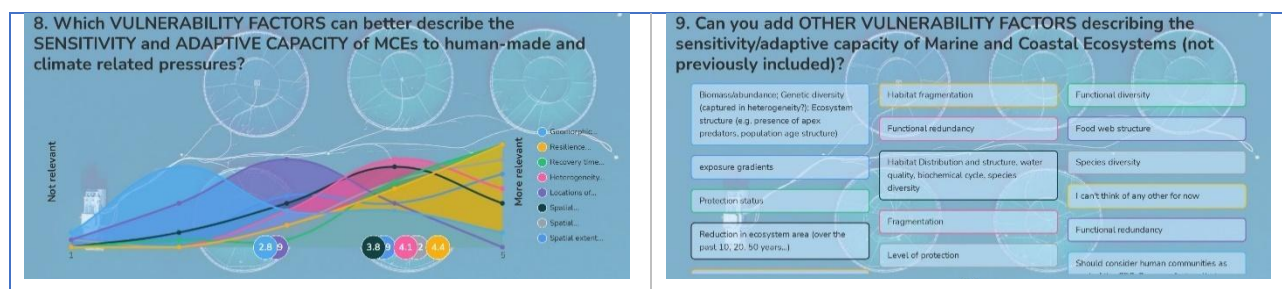 8. Which VULNERABILITY FACTORS can better describe the
SENSITIVITY and ADAPTIVE CAPACITY of MCEs to human-made and
climate related pressures?
Not relevant
More relevant
Geomorphic...
Resilience...
Recovery time...
Heterogeneity...
Locations of...
Spatial...
Spatial...
Spatial extent...
2.8
9
3.8
9
4.1
2
4.4
1
5
9. Can you add OTHER VULNERABILITY FACTORS describing the
sensitivity/adaptive capacity of Marine and Coastal Ecosystems (not
previously included)?
Biomass/abundance; Genetic diversity
(captured in heterogeneity?); Ecosystem
structure (e.g. presence of apex
predators, population age structure)
exposure gradients
Protection status
Reduction in ecosystem area (over the
past 10, 20, 50 years...)
Habitat fragmentation
Functional redundancy
Habitat Distribution and structure, water
quality, biochemical cycle, species
diversity
Fragmentation
Level of protection
Functional diversity
Food web structure
Species diversity
I can't think of any other for now
Functional redundancy
Should consider human communities as